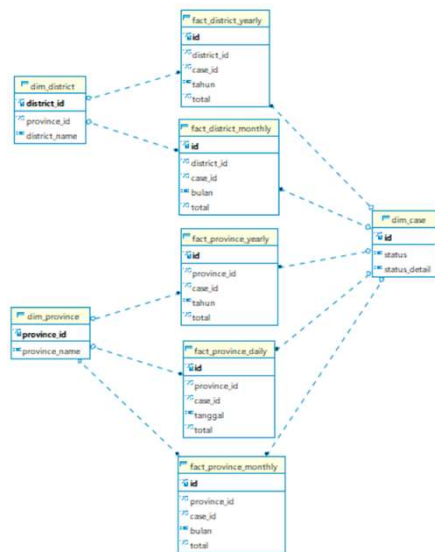 fact_district_yearly
id
district_id
case_id
tahun
total
dim_district
district_id
province_id
district_name
fact_district_monthly
id
district_id
case_id
bulan
total
dim_case
id
status
status_detail
fact_province_yearly
id
province_id
case_id
tahun
total
dim_province
province_id
province_name
fact_province_daily
id
province_id
case_id
tanggal
total
fact_province_monthly
id
province_id
case_id
bulan
total